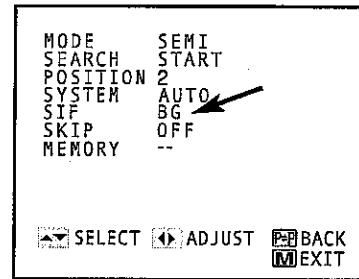 MODE SEMI
SEARCH START
POSITION 2
SYSTEM AUTO
SIF BG
SKIP OFF
MEMORY --
SELECT ADJUST P•P BACK
M EXIT